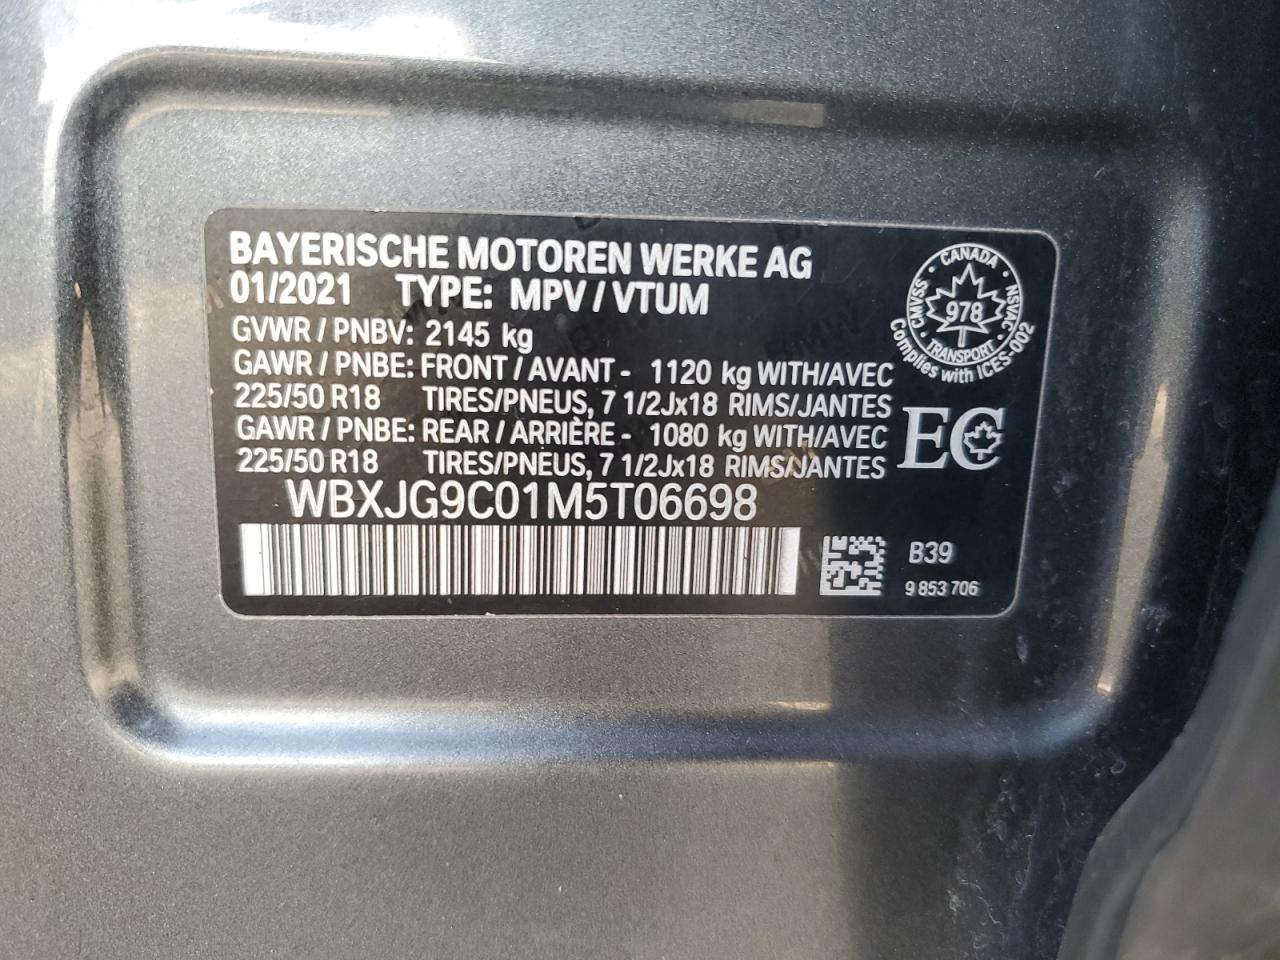 BAYERISCHE MOTOREN WERKE AG
01/2021 TYPE: MPV / VTUM
GVWR / PNBV: 2145 kg
GAWR / PNBE: FRONT / AVANT - 1120 kg WITH/AVEC
225/50 R18 TIRES/PNEUS, 7 1/2Jx18 RIMS/JANTES
GAWR / PNBE: REAR / ARRIÈRE - 1080 kg WITH/AVEC
225/50 R18 TIRES/PNEUS, 7 1/2Jx18 RIMS/JANTES
WBXJG9C01M5T06698
CANADA
CMVSS
978
NSVAC
TRANSPORT
Complies with ICES-002
EC
B39
9 853 706